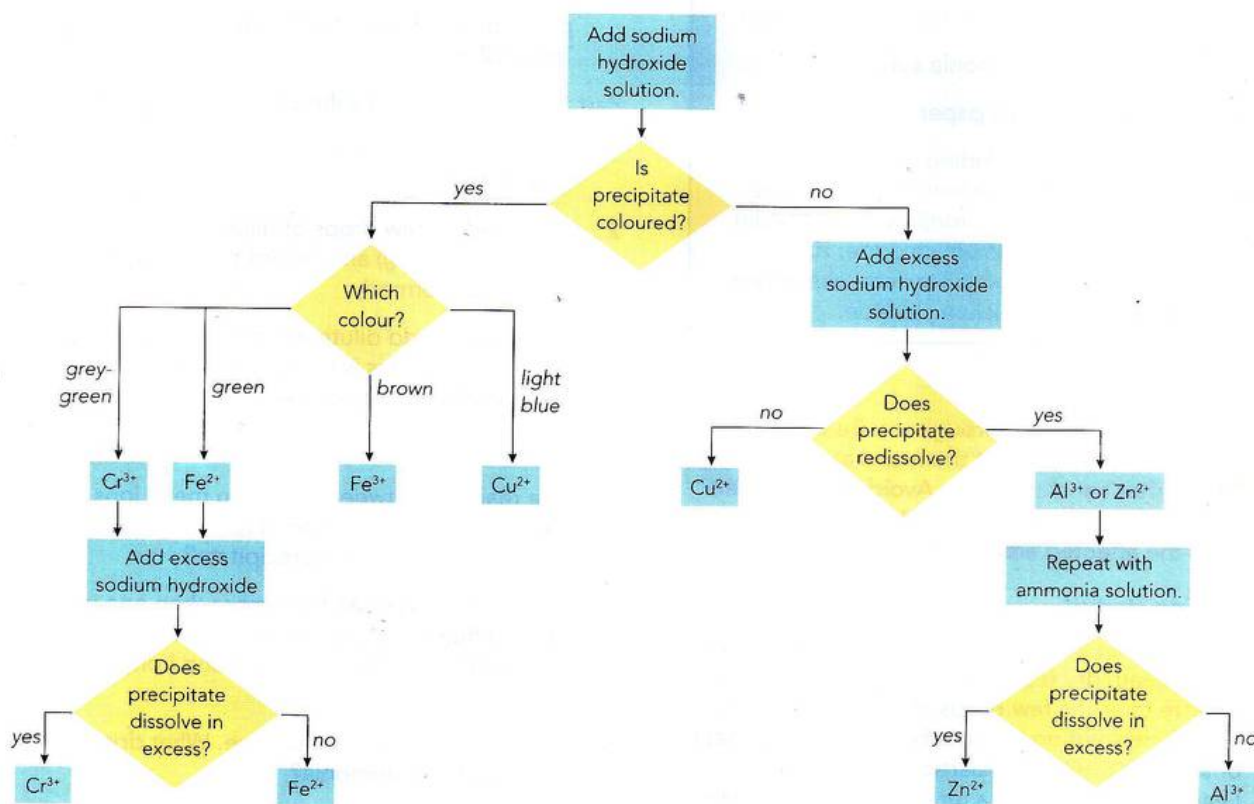 Add sodium
hydroxide
solution.
Is
precipitate
coloured?
yes
no
Which
colour?
Add excess
sodium hydroxide
solution.
grey-
green
green
brown
light
blue
Does
precipitate
redissolve?
no
yes
Cr³⁺
Fe²⁺
Fe³⁺
Cu²⁺
Cu²⁺
Al³⁺ or Zn²⁺
Add excess
sodium hydroxide
Repeat with
ammonia solution.
Does
precipitate
dissolve in
excess?
yes
no
Cr³⁺
Fe²⁺
Does
precipitate
dissolve in
excess?
yes
no
Zn²⁺
Al³⁺